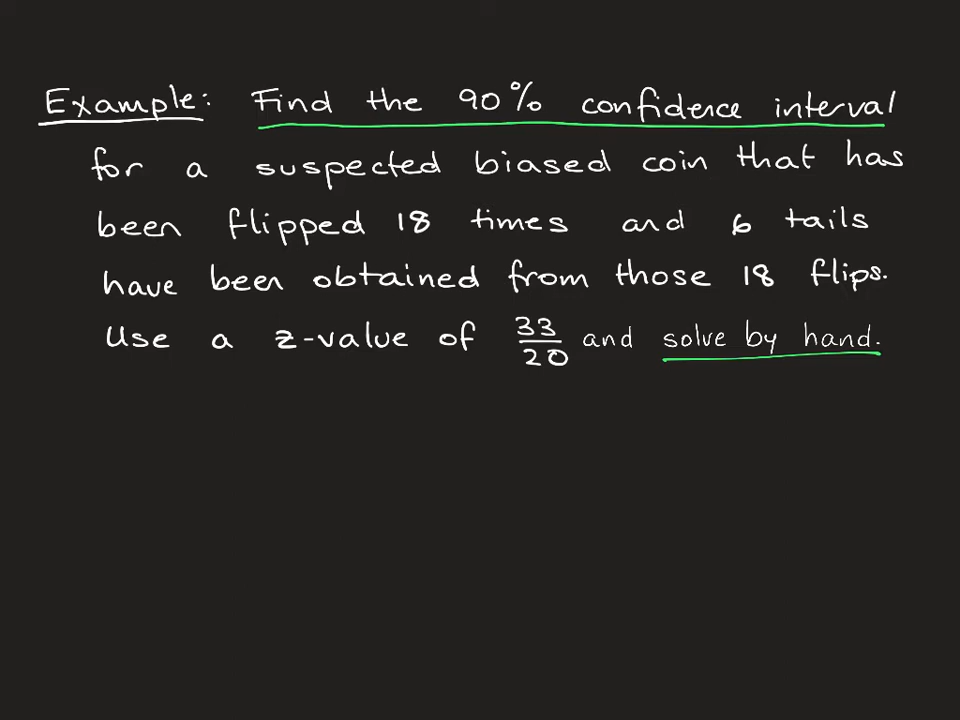 Example: Find the 90% confidence interval
for a suspected biased coin that has
been flipped 18 times and 6 tails
have been obtained from those 18 flips.
Use a z-value of 33/20 and solve by hand.